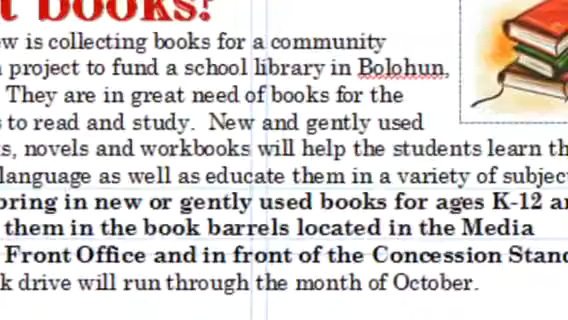 t books!
w is collecting books for a community
project to fund a school library in Bolohun,
They are in great need of books for the
s to read and study. New and gently used
s, novels and workbooks will help the students learn th
language as well as educate them in a variety of subjec
bring in new or gently used books for ages K-12 an
them in the book barrels located in the Media
Front Office and in front of the Concession Stand
k drive will run through the month of October.